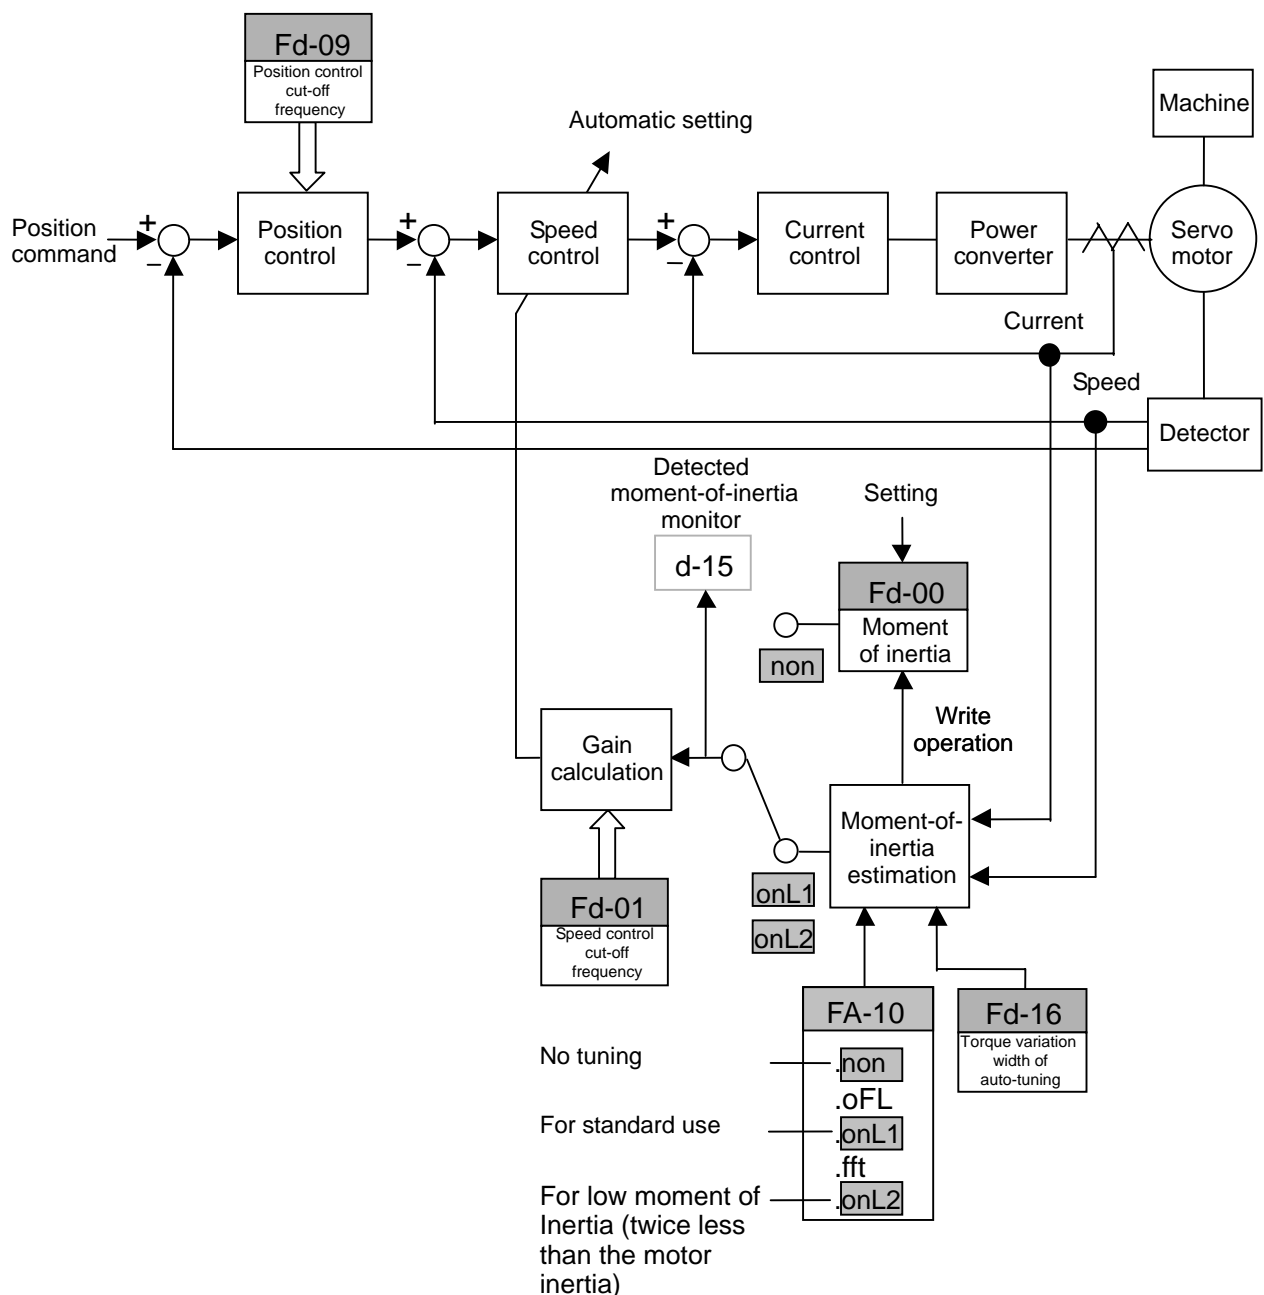 Fd-09
Position control
cut-off
frequency
Automatic setting
Machine
Position
command
+
−
Position
control
+
−
Speed
control
+
−
Current
control
Power
converter
Servo
motor
Current
Speed
Detector
Detected
moment-of-inertia
monitor
d-15
Setting
Fd-00
Moment
of inertia
non
Write
operation
Gain
calculation
Moment-of-
inertia
estimation
onL1
onL2
Fd-01
Speed control
cut-off
frequency
FA-10
.non
.oFL
.onL1
.fft
.onL2
Fd-16
Torque variation
width of
auto-tuning
No tuning
For standard use
For low moment of
Inertia (twice less
than the motor
inertia)